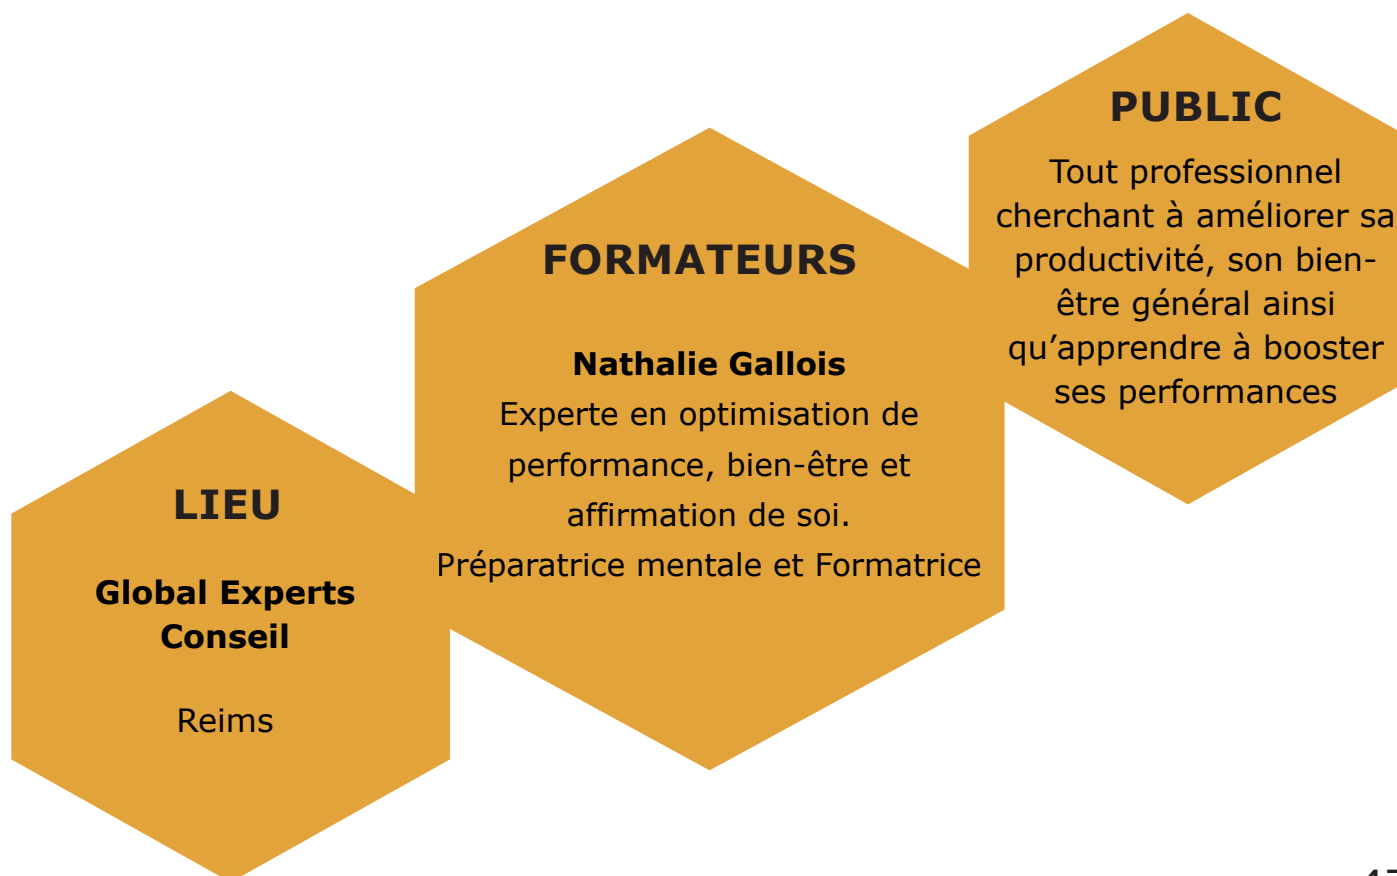 PUBLIC
Tout professionnel
cherchant à améliorer sa
productivité, son bien-
être général ainsi
qu’apprendre à booster
ses performances
FORMATEURS
Nathalie Gallois
Experte en optimisation de
performance, bien-être et
affirmation de soi.
Préparatrice mentale et Formatrice
LIEU
Global Experts
Conseil
Reims